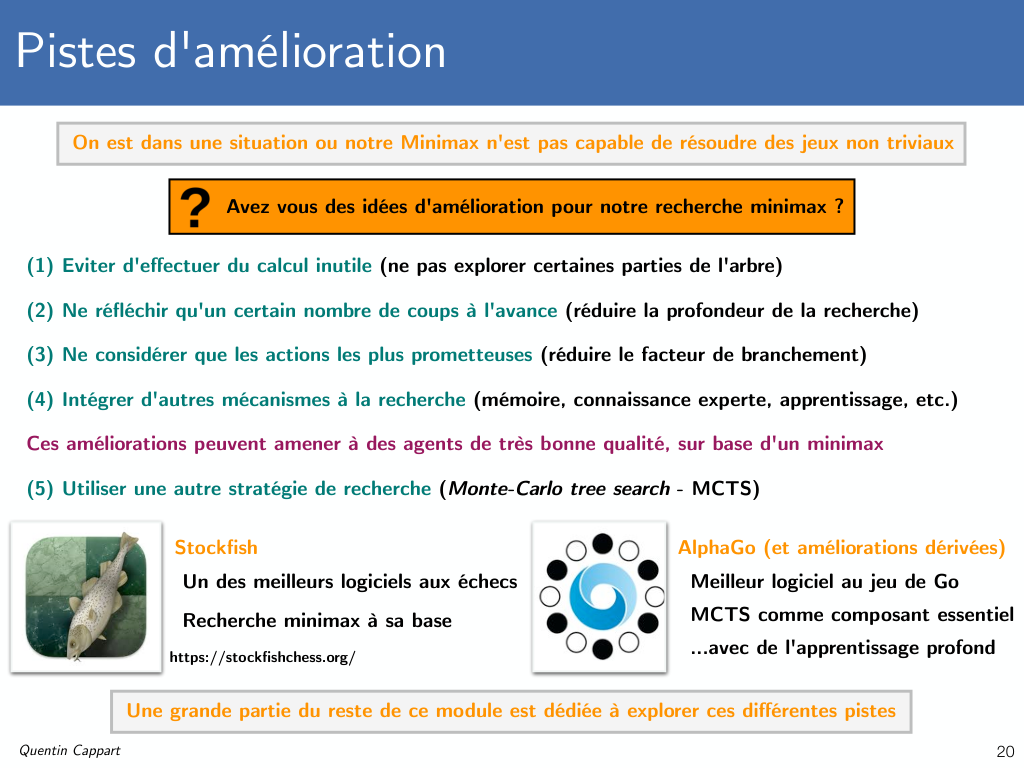 Pistes d'amélioration
On est dans une situation ou notre Minimax n'est pas capable de résoudre des jeux non triviaux
? Avez vous des idées d'amélioration pour notre recherche minimax ?
(1) Eviter d'effectuer du calcul inutile (ne pas explorer certaines parties de l'arbre)
(2) Ne réfléchir qu'un certain nombre de coups à l'avance (réduire la profondeur de la recherche)
(3) Ne considérer que les actions les plus prometteuses (réduire le facteur de branchement)
(4) Intégrer d'autres mécanismes à la recherche (mémoire, connaissance experte, apprentissage, etc.)
Ces améliorations peuvent amener à des agents de très bonne qualité, sur base d'un minimax
(5) Utiliser une autre stratégie de recherche (Monte-Carlo tree search - MCTS)
Stockfish
Un des meilleurs logiciels aux échecs
Recherche minimax à sa base
https://stockfishchess.org/
AlphaGo (et améliorations dérivées)
Meilleur logiciel au jeu de Go
MCTS comme composant essentiel
...avec de l'apprentissage profond
Une grande partie du reste de ce module est dédiée à explorer ces différentes pistes
Quentin Cappart
20